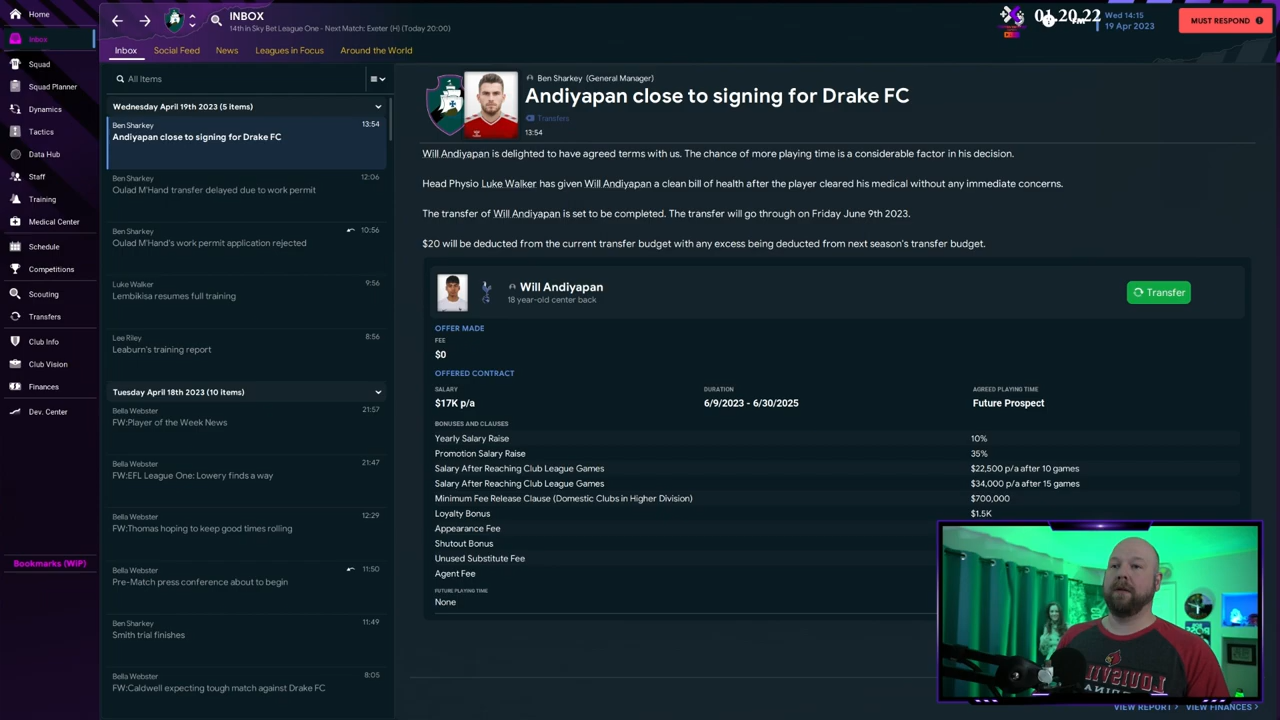 Home
Inbox
Squad
Squad Planner
Dynamics
Tactics
Data Hub
Staff
Training
Medical Center
Schedule
Competitions
Scouting
Transfers
Club Info
Club Vision
Finances
Dev. Center
Bookmarks (WiP)
INBOX
14th in Sky Bet League One - Next Match: Exeter (H) (Today 20:00)
01.20.22
Wed 14:15
19 Apr 2023
MUST RESPOND
Inbox
Social Feed
News
Leagues in Focus
Around the World
All Items
Wednesday April 19th 2023 (5 items)
Ben Sharkey 13:54
Andiyapan close to signing for Drake FC
Ben Sharkey 12:06
Oulad M'Hand transfer delayed due to work permit
Ben Sharkey 10:56
Oulad M'Hand's work permit application rejected
Luke Walker 9:56
Lembikisa resumes full training
Lee Riley 8:56
Leaburn's training report
Tuesday April 18th 2023 (10 items)
Bella Webster 21:57
FW:Player of the Week News
Bella Webster 21:47
FW:EFL League One: Lowery finds a way
Bella Webster 12:29
FW:Thomas hoping to keep good times rolling
Bella Webster 11:50
Pre-Match press conference about to begin
Ben Sharkey 11:49
Smith trial finishes
Bella Webster 8:05
FW:Caldwell expecting tough match against Drake FC
Ben Sharkey (General Manager)
Andiyapan close to signing for Drake FC
Transfers
13:54
Will Andiyapan is delighted to have agreed terms with us. The chance of more playing time is a considerable factor in his decision.
Head Physio Luke Walker has given Will Andiyapan a clean bill of health after the player cleared his medical without any immediate concerns.
The transfer of Will Andiyapan is set to be completed. The transfer will go through on Friday June 9th 2023.
$20 will be deducted from the current transfer budget with any excess being deducted from next season's transfer budget.
Will Andiyapan
18 year-old center back
Transfer
OFFER MADE
FEE
$0
OFFERED CONTRACT
SALARY DURATION AGREED PLAYING TIME
$17K p/a 6/9/2023 - 6/30/2025 Future Prospect
BONUSES AND CLAUSES
Yearly Salary Raise 10%
Promotion Salary Raise 35%
Salary After Reaching Club League Games $22,500 p/a after 10 games
Salary After Reaching Club League Games $34,000 p/a after 15 games
Minimum Fee Release Clause (Domestic Clubs in Higher Division) $700,000
Loyalty Bonus $1.5K
Appearance Fee
Shutout Bonus
Unused Substitute Fee
Agent Fee
FUTURE PLAYING TIME
None
VIEW REPORT > VIEW FINANCES >